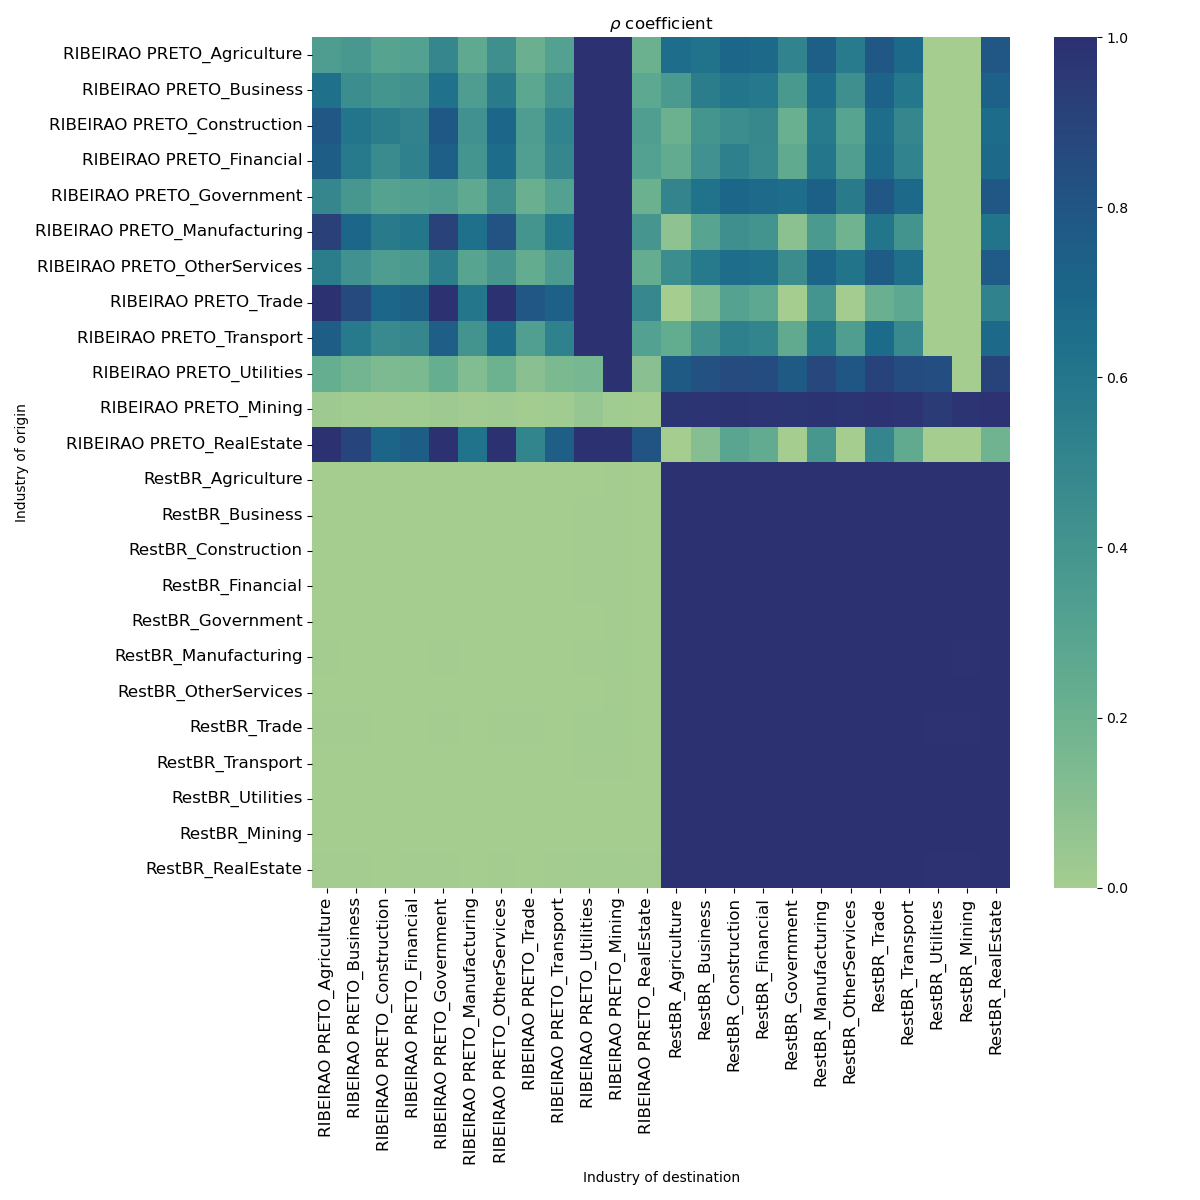 ρ coefficient
RIBEIRAO PRETO_Agriculture
RIBEIRAO PRETO_Business
RIBEIRAO PRETO_Construction
RIBEIRAO PRETO_Financial
RIBEIRAO PRETO_Government
RIBEIRAO PRETO_Manufacturing
RIBEIRAO PRETO_OtherServices
RIBEIRAO PRETO_Trade
RIBEIRAO PRETO_Transport
RIBEIRAO PRETO_Utilities
RIBEIRAO PRETO_Mining
RIBEIRAO PRETO_RealEstate
RestBR_Agriculture
RestBR_Business
RestBR_Construction
RestBR_Financial
RestBR_Government
RestBR_Manufacturing
RestBR_OtherServices
RestBR_Trade
RestBR_Transport
RestBR_Utilities
RestBR_Mining
RestBR_RealEstate
Industry of origin
RIBEIRAO PRETO_Agriculture
RIBEIRAO PRETO_Business
RIBEIRAO PRETO_Construction
RIBEIRAO PRETO_Financial
RIBEIRAO PRETO_Government
RIBEIRAO PRETO_Manufacturing
RIBEIRAO PRETO_OtherServices
RIBEIRAO PRETO_Trade
RIBEIRAO PRETO_Transport
RIBEIRAO PRETO_Utilities
RIBEIRAO PRETO_Mining
RIBEIRAO PRETO_RealEstate
RestBR_Agriculture
RestBR_Business
RestBR_Construction
RestBR_Financial
RestBR_Government
RestBR_Manufacturing
RestBR_OtherServices
RestBR_Trade
RestBR_Transport
RestBR_Utilities
RestBR_Mining
RestBR_RealEstate
Industry of destination
1.0
0.8
0.6
0.4
0.2
0.0